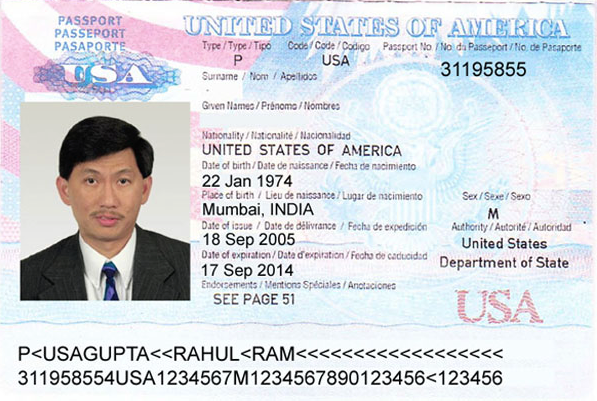 PASSPORT
PASSEPORT
PASAPORTE
USA
UNITED STATES OF AMERICA
Type / Type / Tipo Code / Code / Codigo Passport No. / No. du Passeport / No. de Pasaporte
P USA 31195855
Surname / Nom / Apellidos
Given Names / Prénoms / Nombres
Nationality / Nationalité / Nacionalidad
UNITED STATES OF AMERICA
Date of birth / Date de naissance / Fecha de nacimiento
22 Jan 1974
Place of birth / Lieu de naissance / Lugar de nacimiento Sex / Sexe / Sexo
Mumbai, INDIA M
Date of issue / Date de délivrance / Fecha de expedición Authority / Autorité / Autoridad
18 Sep 2005 United States
Date of expiration / Date d'expiration / Fecha de caducidad Department of State
17 Sep 2014
Endorsements / Mentions Spéciales / Anotaciones
SEE PAGE 51
USA
P<USAGUPTA<<RAHUL<RAM<<<<<<<<<<<<<<<<<<
311958554USA1234567M1234567890123456<123456